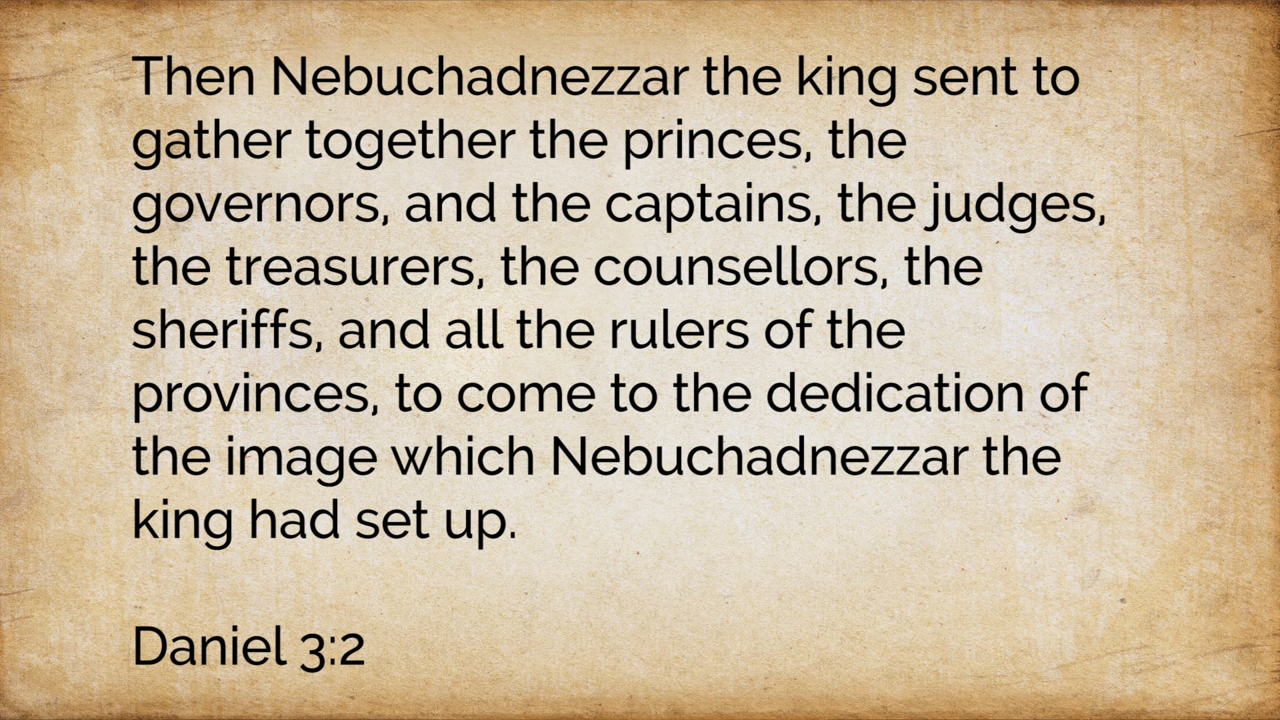 Then Nebuchadnezzar the king sent to
gather together the princes, the
governors, and the captains, the judges,
the treasurers, the counsellors, the
sheriffs, and all the rulers of the
provinces, to come to the dedication of
the image which Nebuchadnezzar the
king had set up.
Daniel 3:2